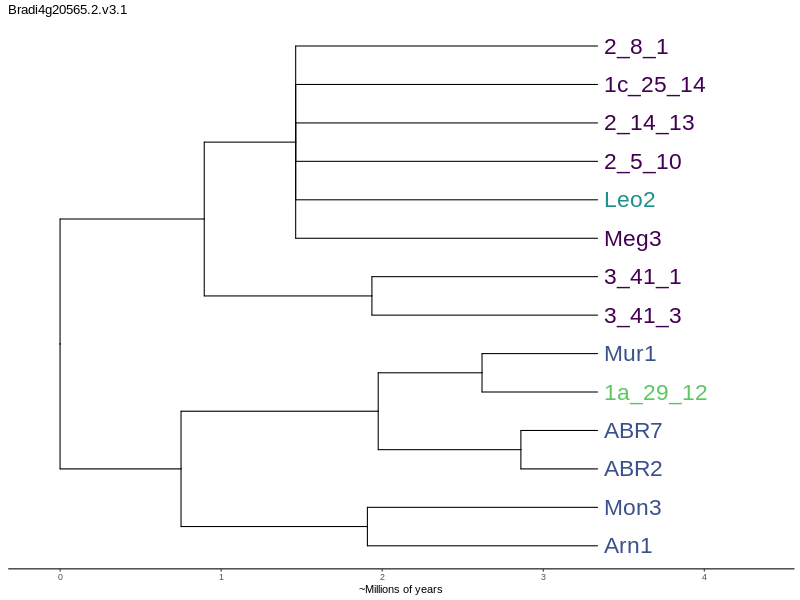 Bradi4g20565.2.v3.1
2_8_1
1c_25_14
2_14_13
2_5_10
Leo2
Meg3
3_41_1
3_41_3
Mur1
1a_29_12
ABR7
ABR2
Mon3
Arn1
0 1 2 3 4
~Millions of years